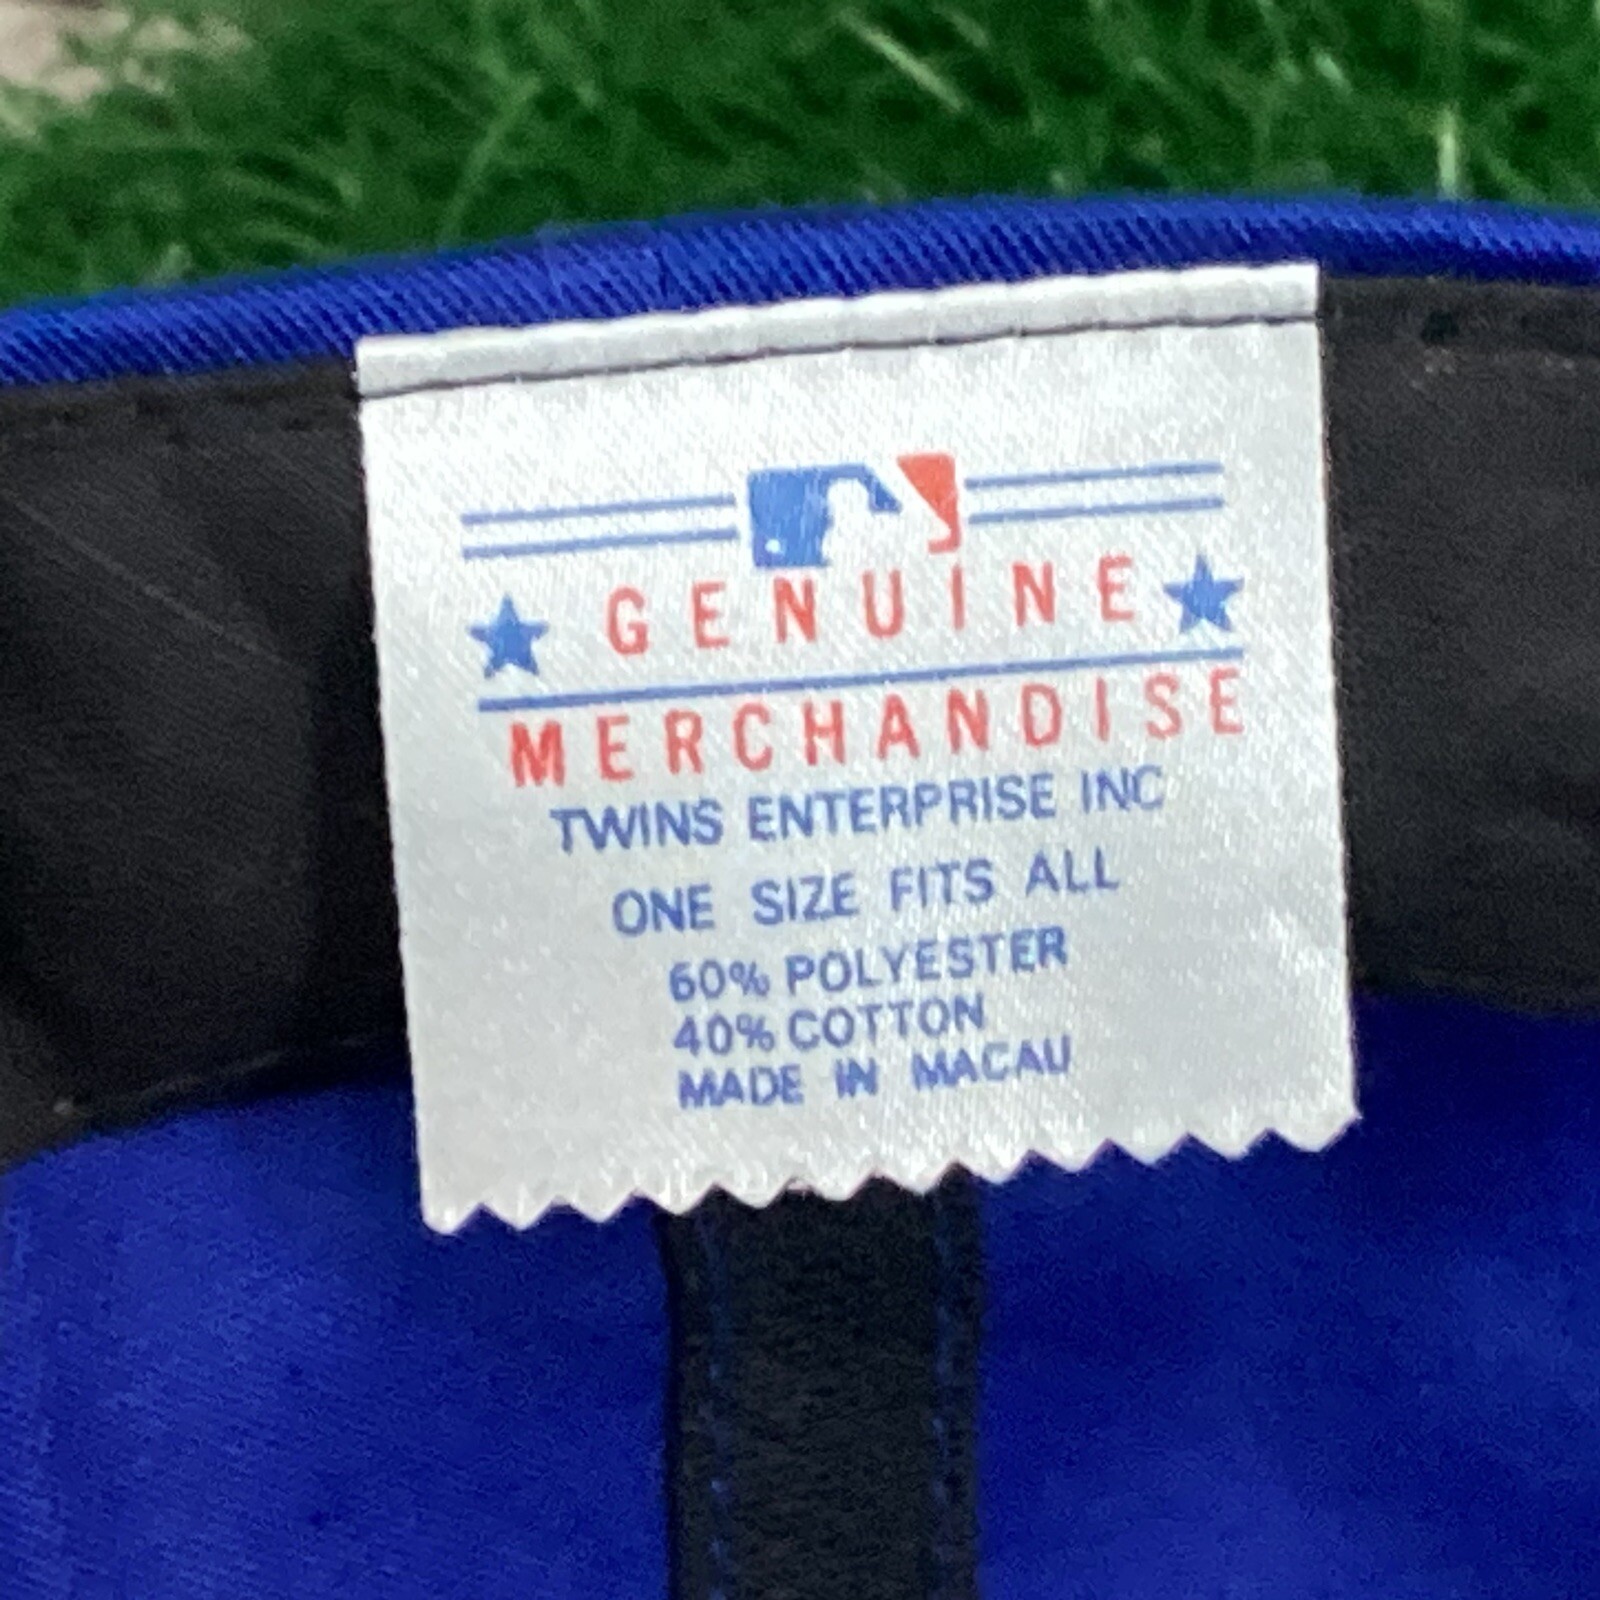 GENUINE
MERCHANDISE
TWINS ENTERPRISE INC
ONE SIZE FITS ALL
60% POLYESTER
40% COTTON
MADE IN MACAU